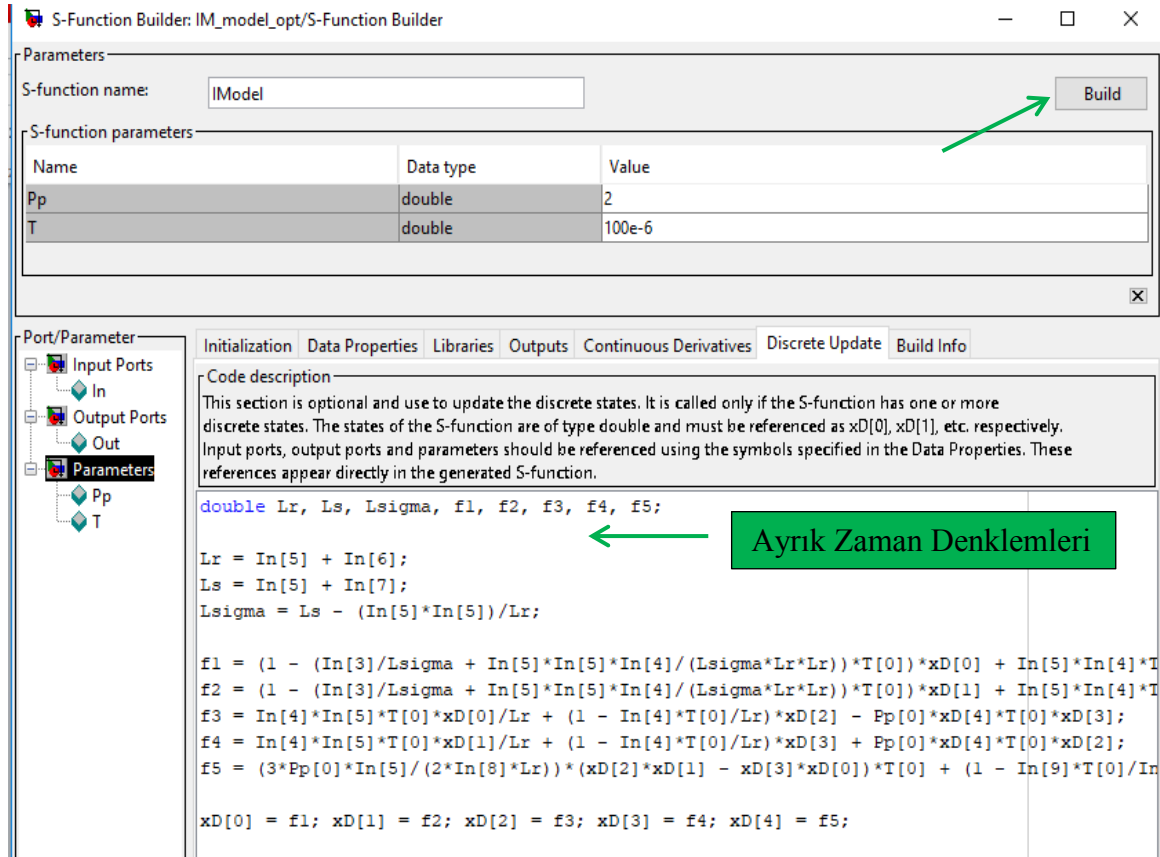 S-Function Builder: IM_model_opt/S-Function Builder
Parameters
S-function name:
IModel
Build
S-function parameters
Name Data type Value
Pp double 2
T double 100e-6
Port/Parameter
Input Ports
In
Output Ports
Out
Parameters
Pp
T
Initialization Data Properties Libraries Outputs Continuous Derivatives Discrete Update Build Info
Code description
This section is optional and use to update the discrete states. It is called only if the S-function has one or more
discrete states. The states of the S-function are of type double and must be referenced as xD[0], xD[1], etc. respectively.
Input ports, output ports and parameters should be referenced using the symbols specified in the Data Properties. These
references appear directly in the generated S-function.
double Lr, Ls, Lsigma, f1, f2, f3, f4, f5;
Ayrık Zaman Denklemleri
Lr = In[5] + In[6];
Ls = In[5] + In[7];
Lsigma = Ls - (In[5]*In[5])/Lr;
f1 = (1 - (In[3]/Lsigma + In[5]*In[5]*In[4]/(Lsigma*Lr*Lr))*T[0])*xD[0] + In[5]*In[4]*T
f2 = (1 - (In[3]/Lsigma + In[5]*In[5]*In[4]/(Lsigma*Lr*Lr))*T[0])*xD[1] + In[5]*In[4]*T
f3 = In[4]*In[5]*T[0]*xD[0]/Lr + (1 - In[4]*T[0]/Lr)*xD[2] - Pp[0]*xD[4]*T[0]*xD[3];
f4 = In[4]*In[5]*T[0]*xD[1]/Lr + (1 - In[4]*T[0]/Lr)*xD[3] + Pp[0]*xD[4]*T[0]*xD[2];
f5 = (3*Pp[0]*In[5]/(2*In[8]*Lr))*(xD[2]*xD[1] - xD[3]*xD[0])*T[0] + (1 - In[9]*T[0]/In
xD[0] = f1; xD[1] = f2; xD[2] = f3; xD[3] = f4; xD[4] = f5;